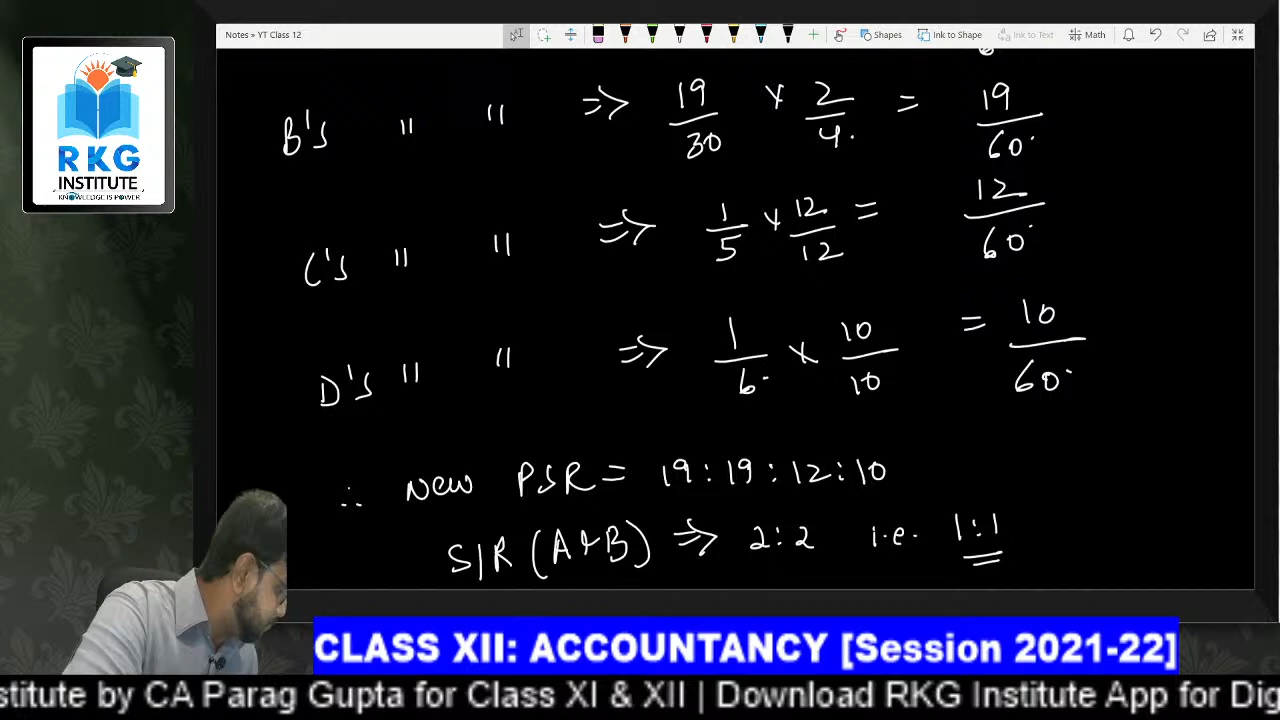 Notes » YT Class 12
Shapes
Ink to Shape
Ink to Text
Math
RKG
INSTITUTE
KNOWLEDGE IS POWER
B's " " ⇒ 19/30 × 2/4 = 19/60
C's " " ⇒ 1/5 × 12/12 = 12/60
D's " " ⇒ 1/6 × 10/10 = 10/60
∴ New PSR = 19:19:12:10
S/R (A & B) ⇒ 2:2 i.e. 1:1
CLASS XII: ACCOUNTANCY [Session 2021-22]
stitute by CA Parag Gupta for Class XI & XII | Download RKG Institute App for Dig